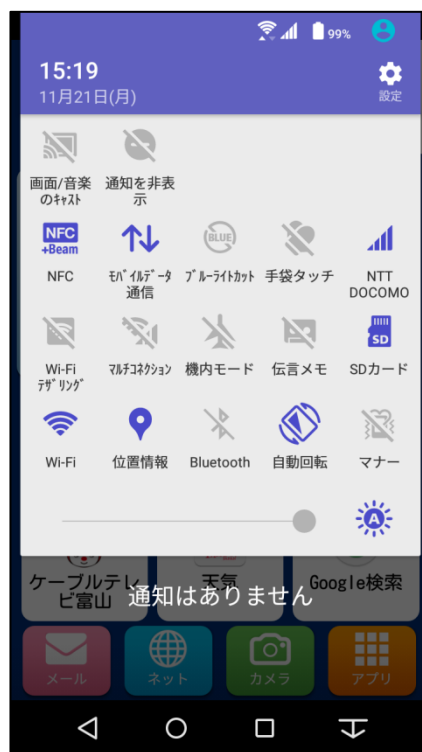 99%
15:19
11月21日(月)
設定
画面/音楽
のｷｬｽﾄ
通知を非表
示
NFC
+Beam
BLUE
NFC
ﾓﾊﾞｲﾙﾃﾞｰﾀ
通信
ﾌﾞﾙｰﾗｲﾄｶｯﾄ
手袋タッチ
NTT
DOCOMO
SD
Wi-Fi
ﾃｻﾞﾘﾝｸﾞ
ﾏﾙﾁｺﾈｸｼｮﾝ
機内モード
伝言メモ
SDカード
Wi-Fi
位置情報
Bluetooth
自動回転
マナー
A
ケーブルテレ
ビ富山
天気
Google検索
通知はありません
メール
ネット
カメラ
アプリ